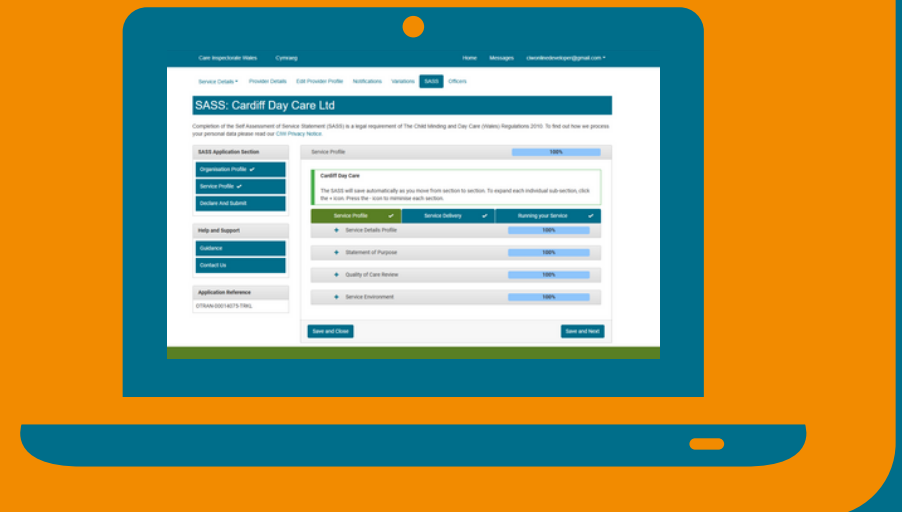 Care Inspectorate Wales Cymraeg Home Messages ciwonlinedeveloper@gmail.com
Service Details Provider Details Edit Provider Profile Notifications Variations SASS Officers
SASS: Cardiff Day Care Ltd
Completion of the Self Assessment of Service Statement (SASS) is a legal requirement of The Child Minding and Day Care (Wales) Regulations 2010. To find out how we process
your personal data please read our CIW Privacy Notice.
SASS Application Section
Organisation Profile ✓
Service Profile ✓
Declare And Submit
Help and Support
Guidance
Contact Us
Application Reference
OTRAN-00014075-TRKL
Service Profile 100%
Cardiff Day Care
The SASS will save automatically as you move from section to section. To expand each individual sub-section, click
the + icon. Press the - icon to minimise each section.
Service Profile ✓ Service Delivery ✓ Running your Service ✓
+ Service Details Profile 100%
+ Statement of Purpose 100%
+ Quality of Care Review 100%
+ Service Environment 100%
Save and Close Save and Next